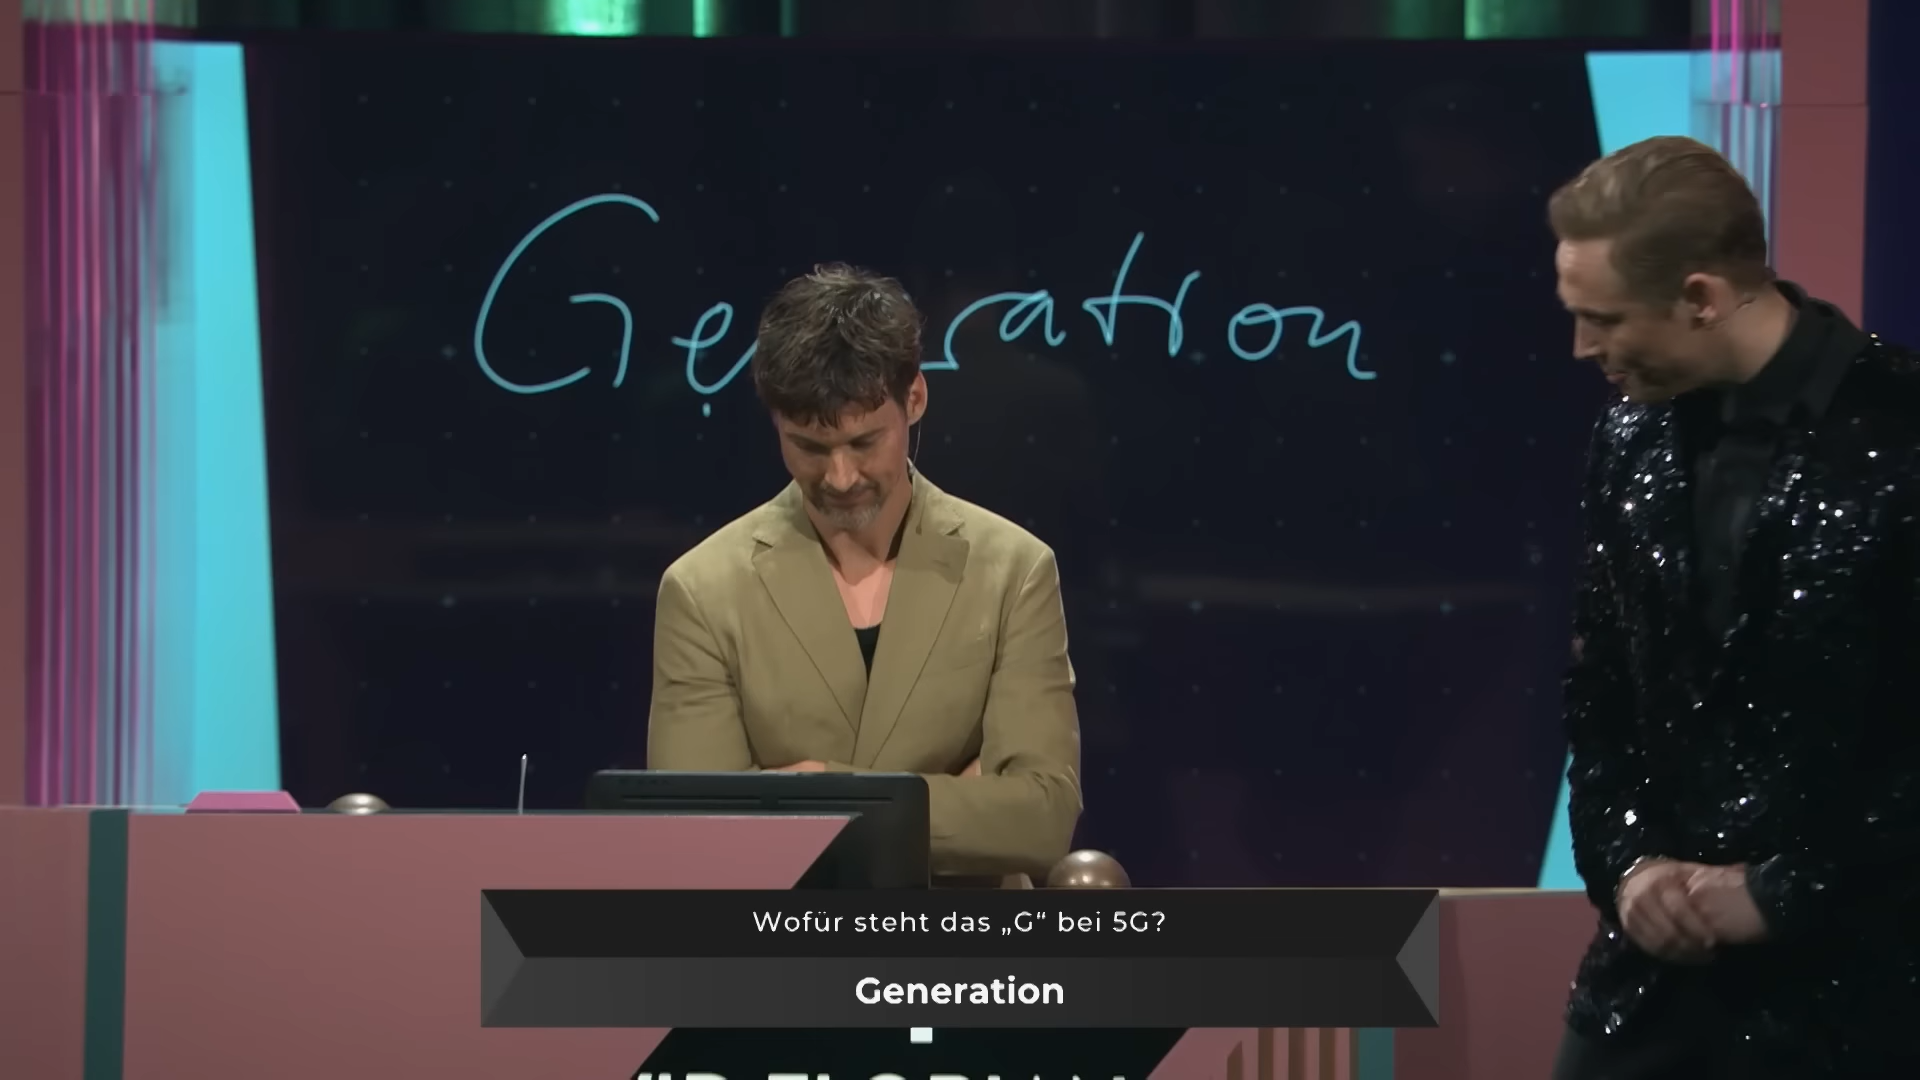 Generation
Wofür steht das „G“ bei 5G?
Generation